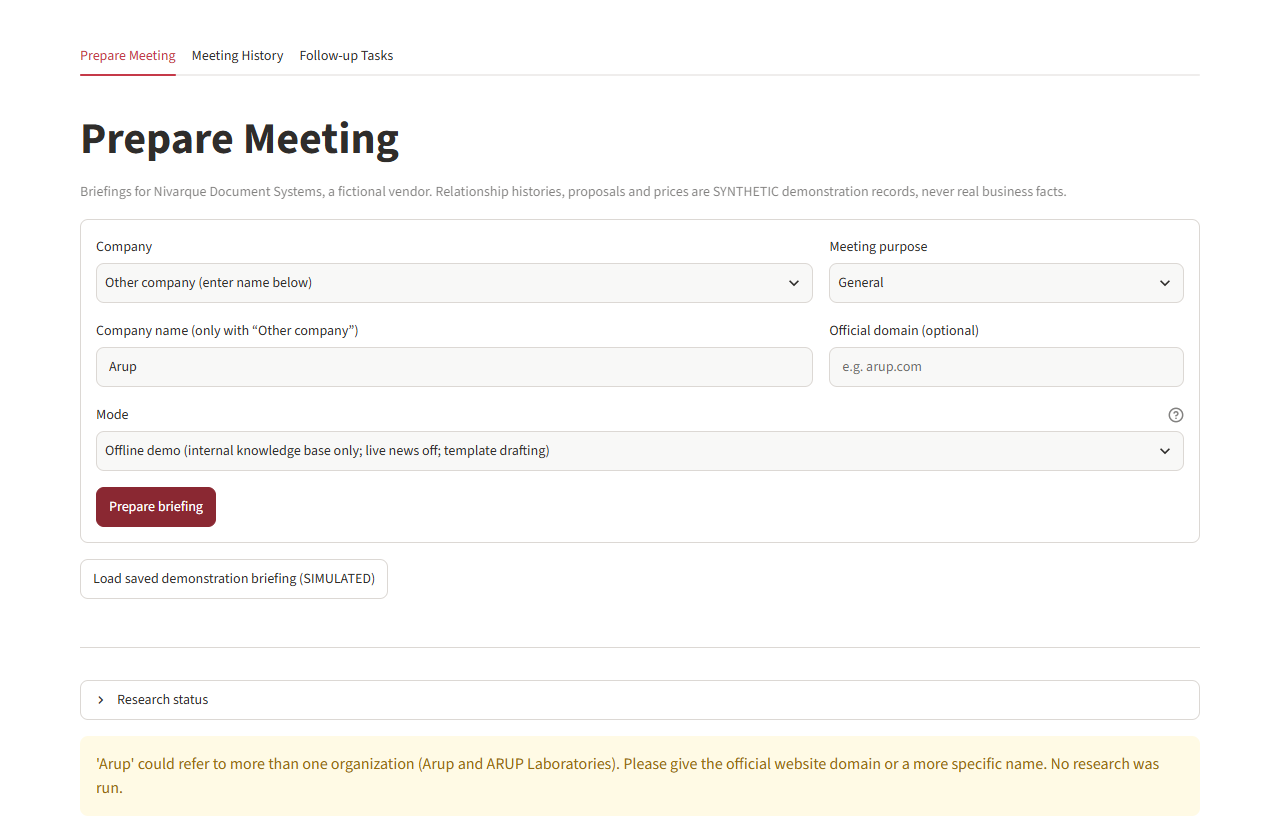 Prepare Meeting
Meeting History
Follow-up Tasks
Prepare Meeting
Briefings for Nivarque Document Systems, a fictional vendor. Relationship histories, proposals and prices are SYNTHETIC demonstration records, never real business facts.
Company
Meeting purpose
Other company (enter name below)
General
Company name (only with “Other company”)
Official domain (optional)
Arup
e.g. arup.com
Mode
Offline demo (internal knowledge base only; live news off; template drafting)
Prepare briefing
Load saved demonstration briefing (SIMULATED)
Research status
'Arup' could refer to more than one organization (Arup and ARUP Laboratories). Please give the official website domain or a more specific name. No research was
run.